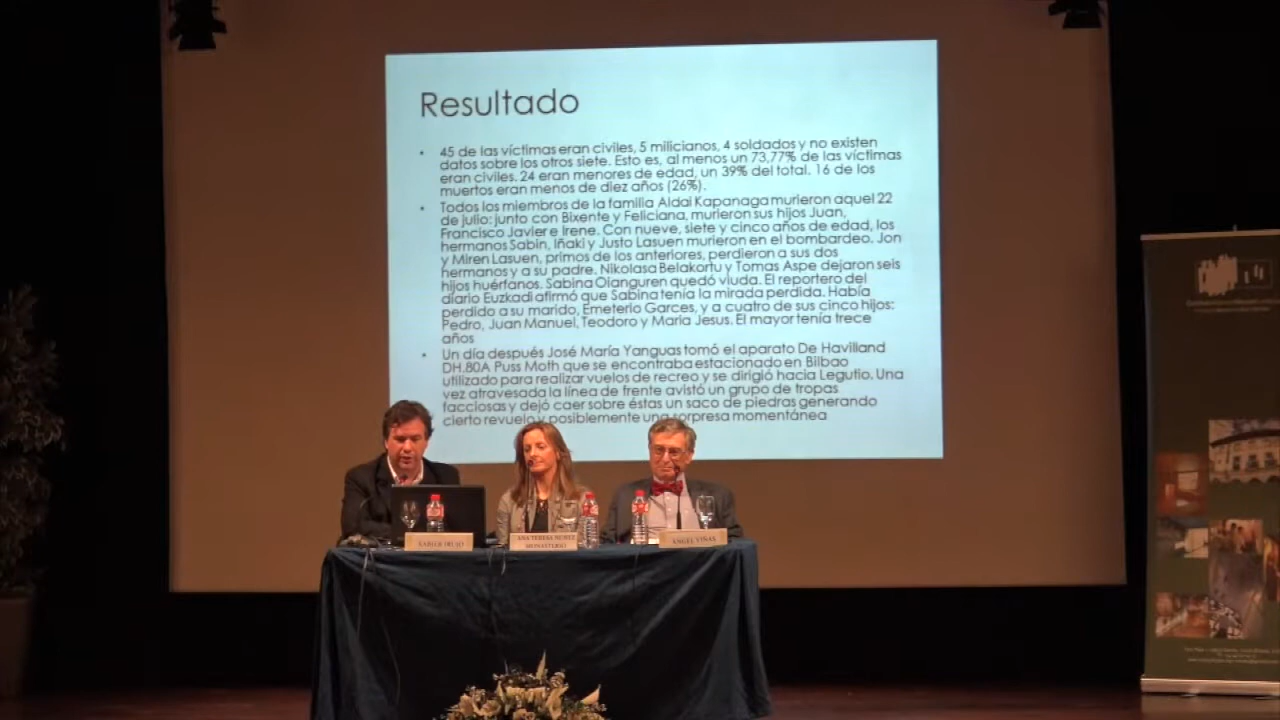 Resultado
• 45 de las víctimas eran civiles, 5 milicianos, 4 soldados y no existen
datos sobre los otros siete. Esto es, al menos un 73,77% de las víctimas
eran civiles. 24 eran menores de edad, un 39% del total. 16 de los
muertos eran menos de diez años (26%).
• Todos los miembros de la familia Aldai Kapanaga murieron aquel 22
de julio: junto con Bixente y Feliciana, murieron sus hijos Juan,
Francisco Javier e Irene. Con nueve, siete y cinco años de edad, los
hermanos Sabin, Iñaki y Justo Lasuen murieron en el bombardeo. Jon
y Miren Lasuen, primos de los anteriores, perdieron a sus dos
hermanos y a su padre. Nikolasa Belakortu y Tomas Aspe dejaron seis
hijos huérfanos. Sabina Olanguren quedó viuda. El reportero del
diario Euzkadi afirmó que Sabina tenía la mirada perdida. Había
perdido a su marido, Emeterio Garces, y a cuatro de sus cinco hijos:
Pedro, Juan Manuel, Teodoro y Maria Jesus. El mayor tenía trece
años
• Un día después José María Yanguas tomó el aparato De Havilland
DH.80A Puss Moth que se encontraba estacionado en Bilbao
utilizado para realizar vuelos de recreo y se dirigió hacia Legutio. Una
vez atravesada la línea de frente avistó un grupo de tropas
facciosas y dejó caer sobre éstas un saco de piedras generando
cierto revuelo y posiblemente una sorpresa momentánea
XABIER IRUJO
ANA TERESA NÚÑEZ
MONASTERIO
ANGEL VIÑAS